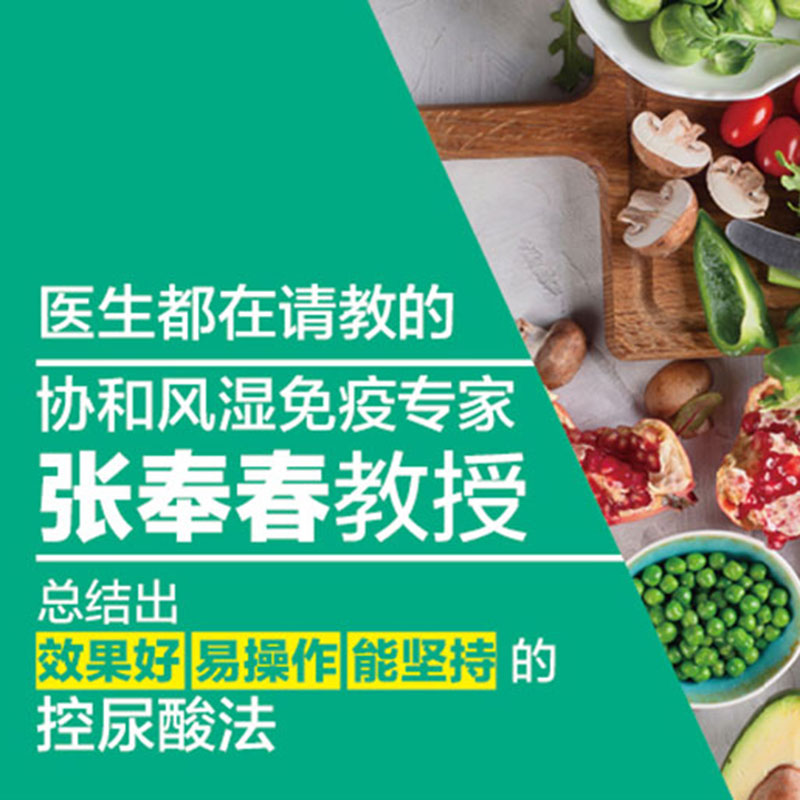 医生都在请教的
协和风湿免疫专家
张奉春教授
总结出
效果好 易操作 能坚持 的
控尿酸法